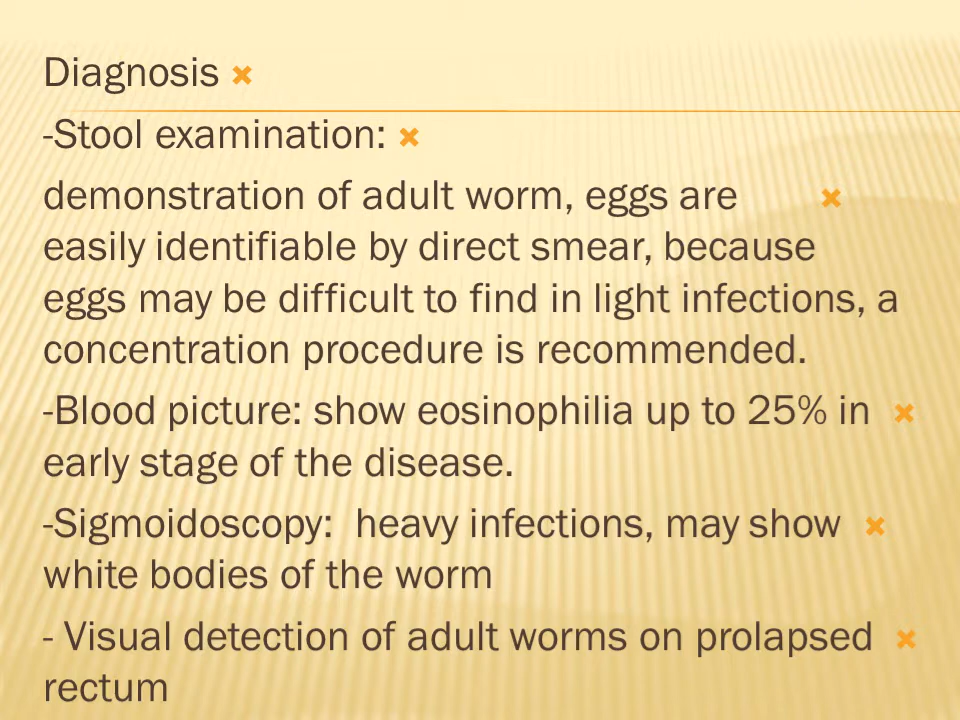 Diagnosis
-Stool examination:
demonstration of adult worm, eggs are
easily identifiable by direct smear, because
eggs may be difficult to find in light infections, a
concentration procedure is recommended.
-Blood picture: show eosinophilia up to 25% in
early stage of the disease.
-Sigmoidoscopy:  heavy infections, may show
white bodies of the worm
- Visual detection of adult worms on prolapsed
rectum